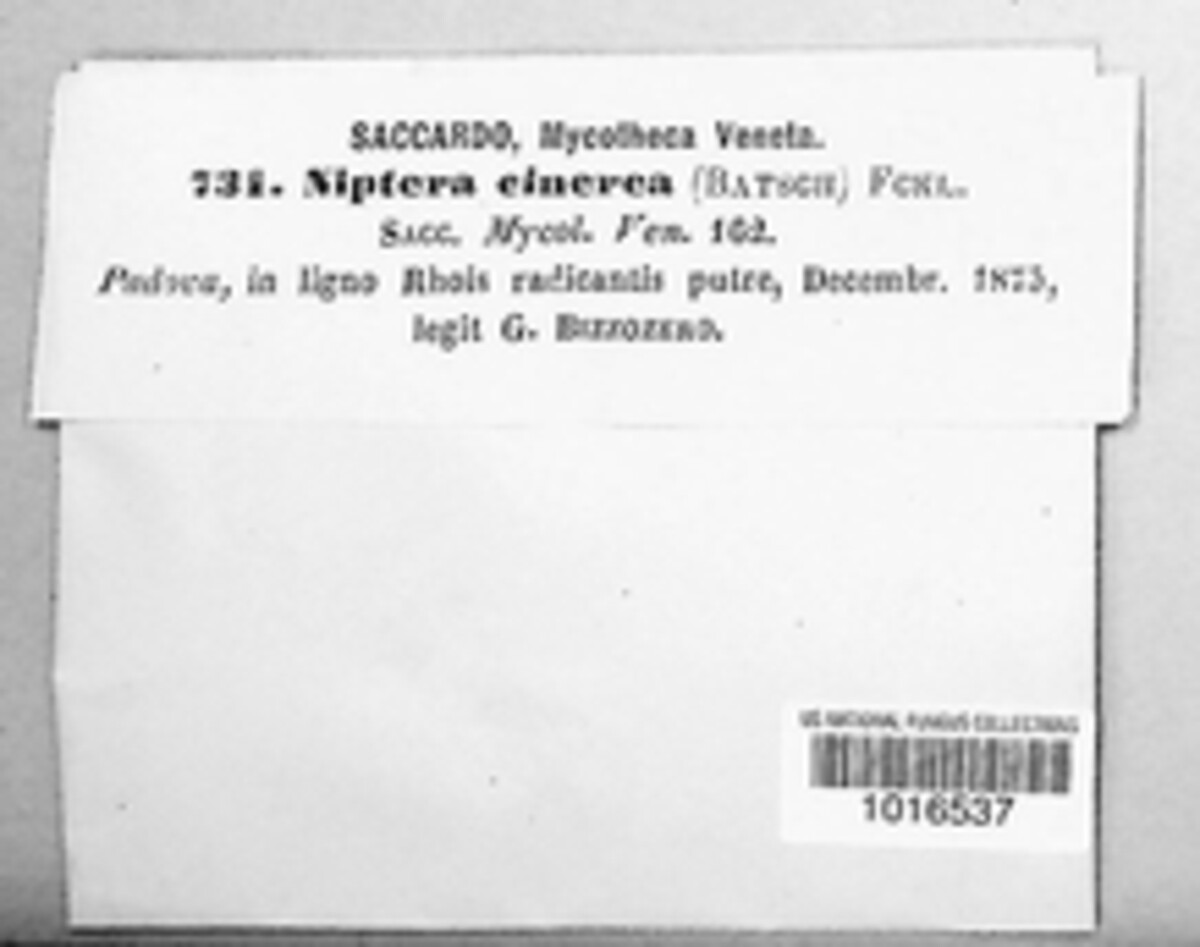 SACCARDO, Mycotheca Veneta.
731. Niptera cinerea (BATSCH) FCKL.
SACC. Mycol. Ven. 162.
Padova, in ligno Rhois radicantis putre, Decembr. 1875,
legit G. BIZZOZERO.
US NATIONAL FUNGUS COLLECTIONS
1016537